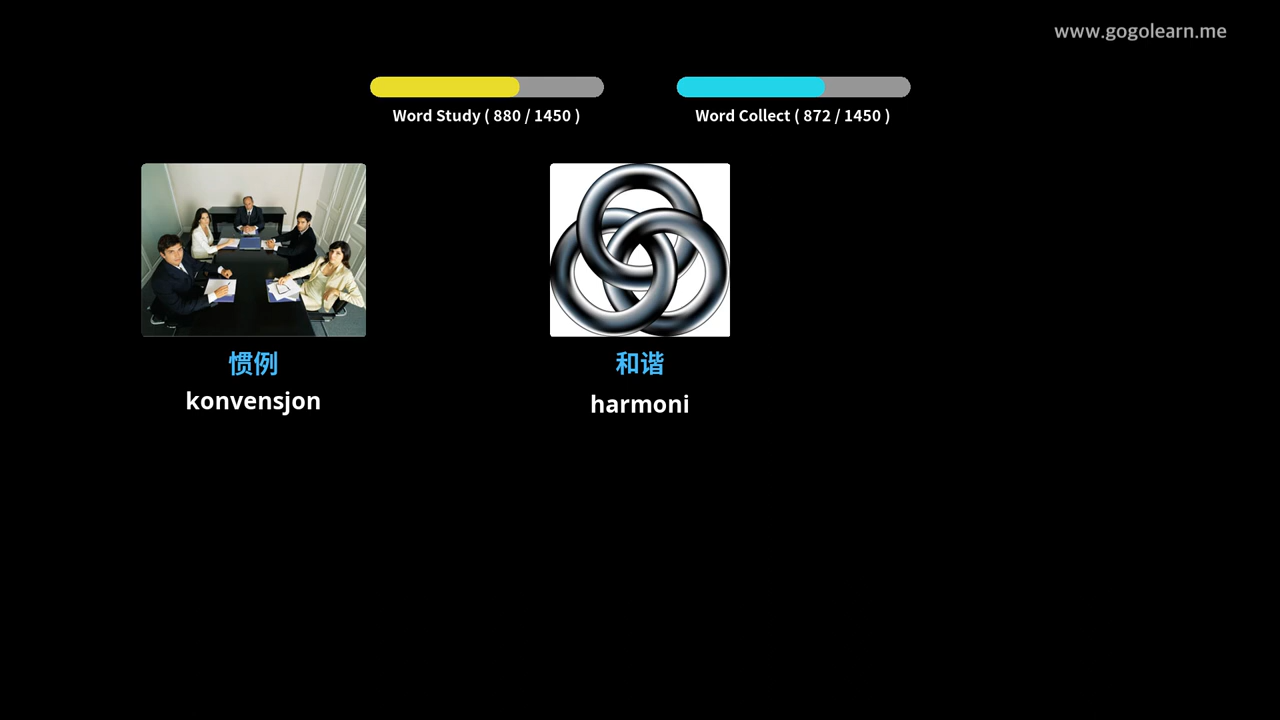 www.gogolearn.me
Word Study ( 880 / 1450 )
Word Collect ( 872 / 1450 )
惯例
konvensjon
和谐
harmoni